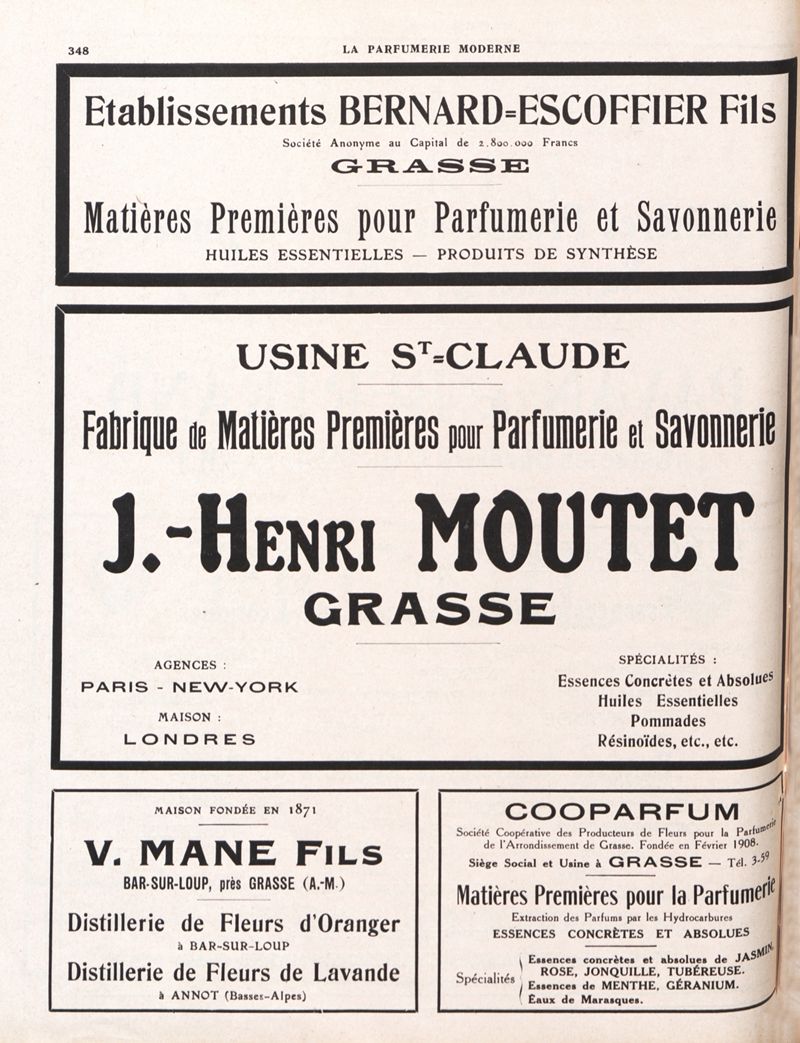 348
LA PARFUMERIE MODERNE
Etablissements BERNARD=ESCOFFIER Fils
Société Anonyme au Capital de 2.800.000 Francs
GRASSE
Matières Premières pour Parfumerie et Savonnerie
HUILES ESSENTIELLES — PRODUITS DE SYNTHÈSE
USINE ST=CLAUDE
Fabrique de Matières Premières pour Parfumerie et Savonnerie
J.-HENRI MOUTET
GRASSE
AGENCES :
PARIS - NEW-YORK
MAISON :
LONDRES
SPÉCIALITÉS :
Essences Concrètes et Absolues
Huiles Essentielles
Pommades
Résinoïdes, etc., etc.
MAISON FONDÉE EN 1871
V. MANE FILS
BAR-SUR-LOUP, près GRASSE (A.-M.)
Distillerie de Fleurs d'Oranger
à BAR-SUR-LOUP
Distillerie de Fleurs de Lavande
à ANNOT (Basses-Alpes)
COOPARFUM
Société Coopérative des Producteurs de Fleurs pour la Parfumerie
de l'Arrondissement de Grasse. Fondée en Février 1908.
Siège Social et Usine à GRASSE — Tél. 3-59
Matières Premières pour la Parfumerie
Extraction des Parfums par les Hydrocarbures
ESSENCES CONCRÈTES ET ABSOLUES
Spécialités
Essences concrètes et absolues de JASMIN,
ROSE, JONQUILLE, TUBÉREUSE.
Essences de MENTHE, GÉRANIUM.
Éaux de Marasques.